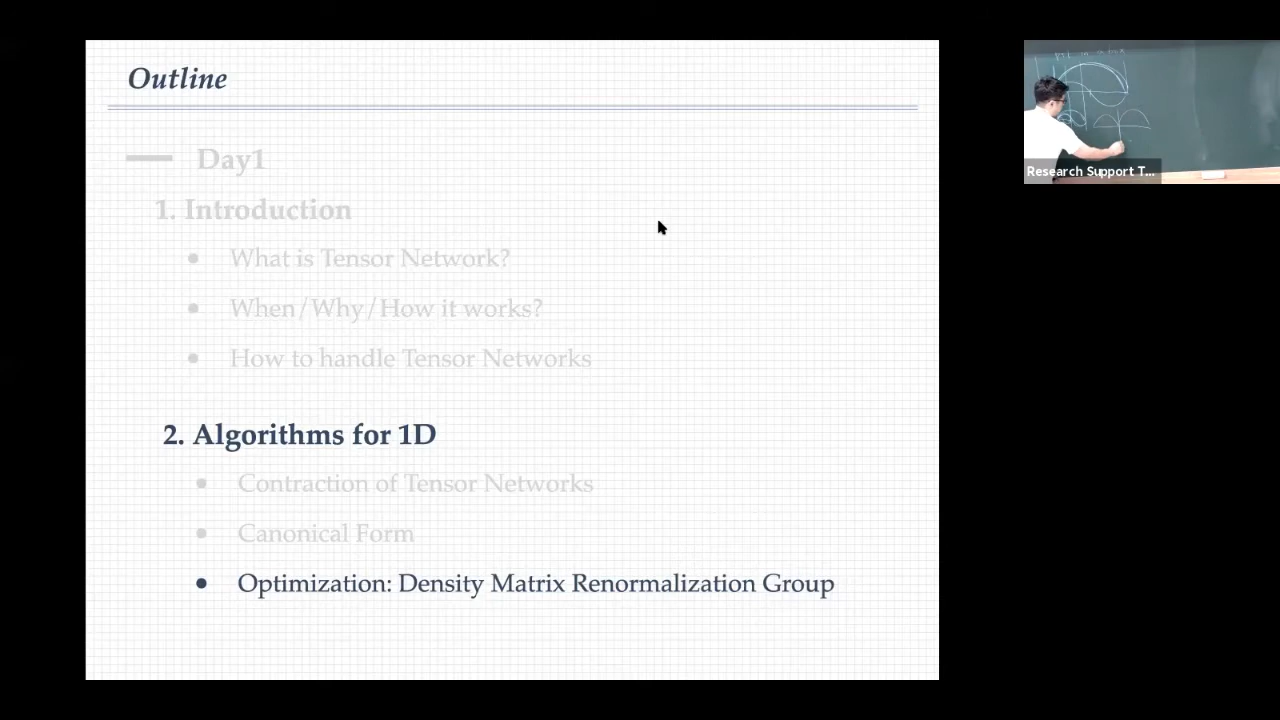 Outline
Day1
1. Introduction
• What is Tensor Network?
• When/Why/How it works?
• How to handle Tensor Networks
2. Algorithms for 1D
• Contraction of Tensor Networks
• Canonical Form
• Optimization: Density Matrix Renormalization Group
Research Support T...